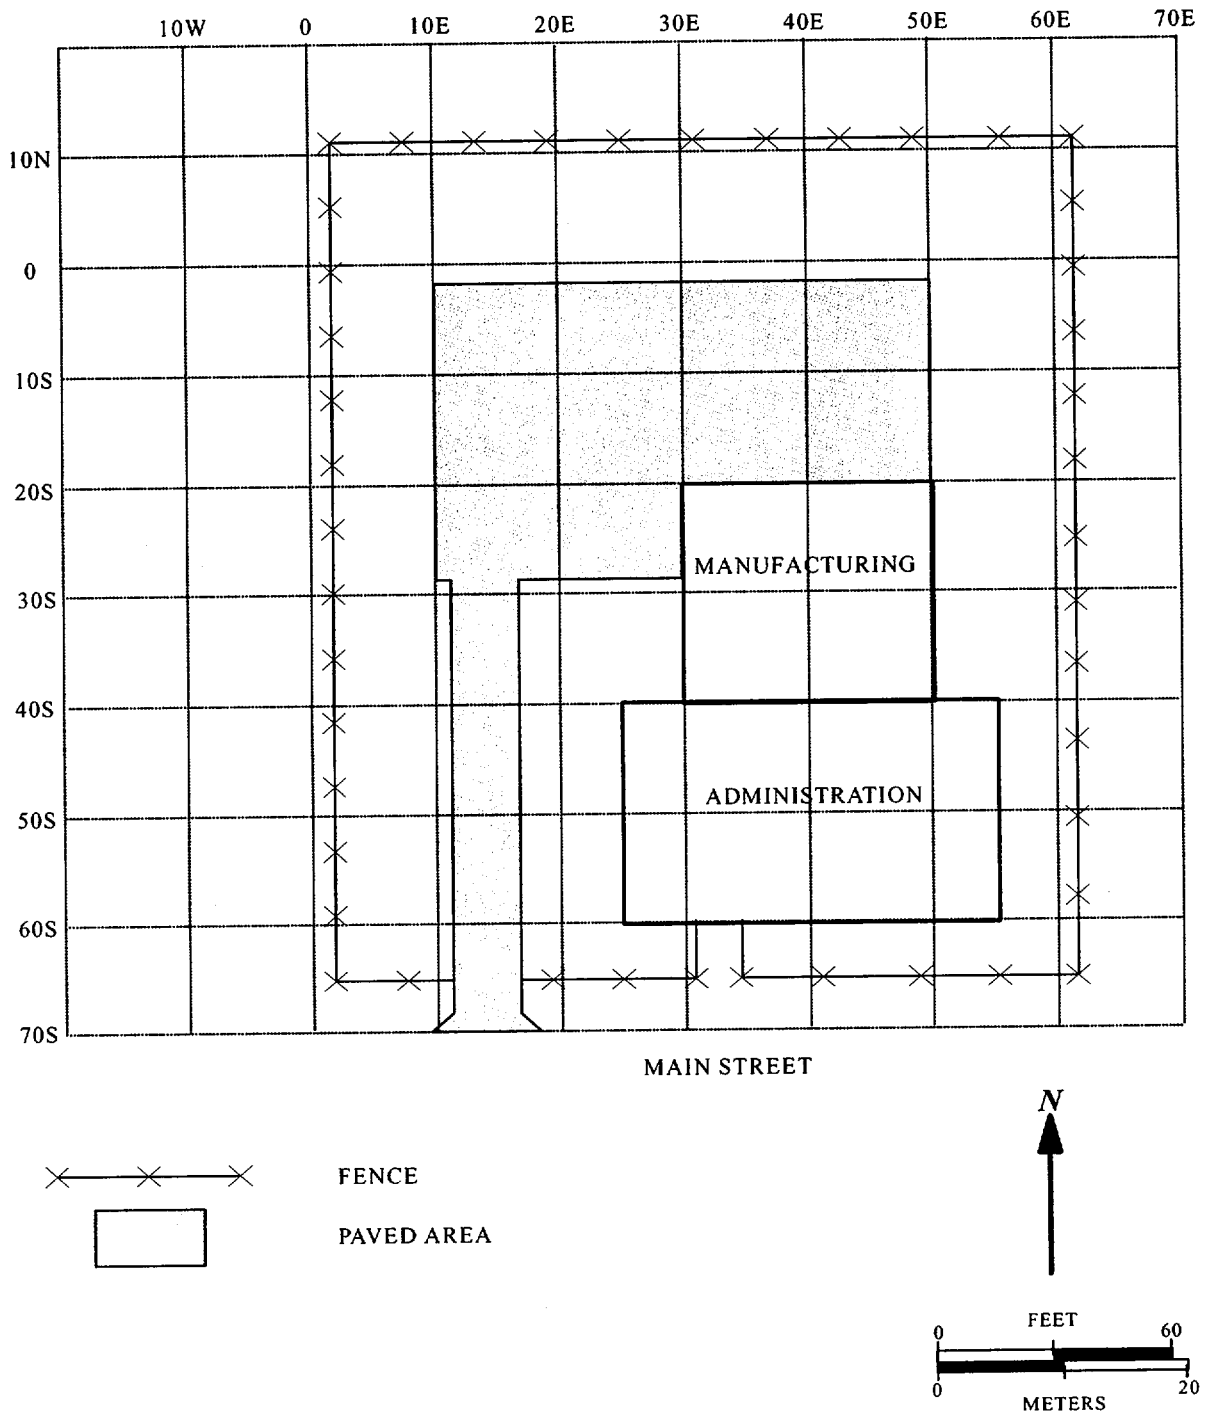 10W 0 10E 20E 30E 40E 50E 60E 70E
10N
0
10S
20S
MANUFACTURING
30S
40S
ADMINISTRATION
50S
60S
70S
MAIN STREET
N
FENCE
PAVED AREA
FEET
0 60
0 20
METERS